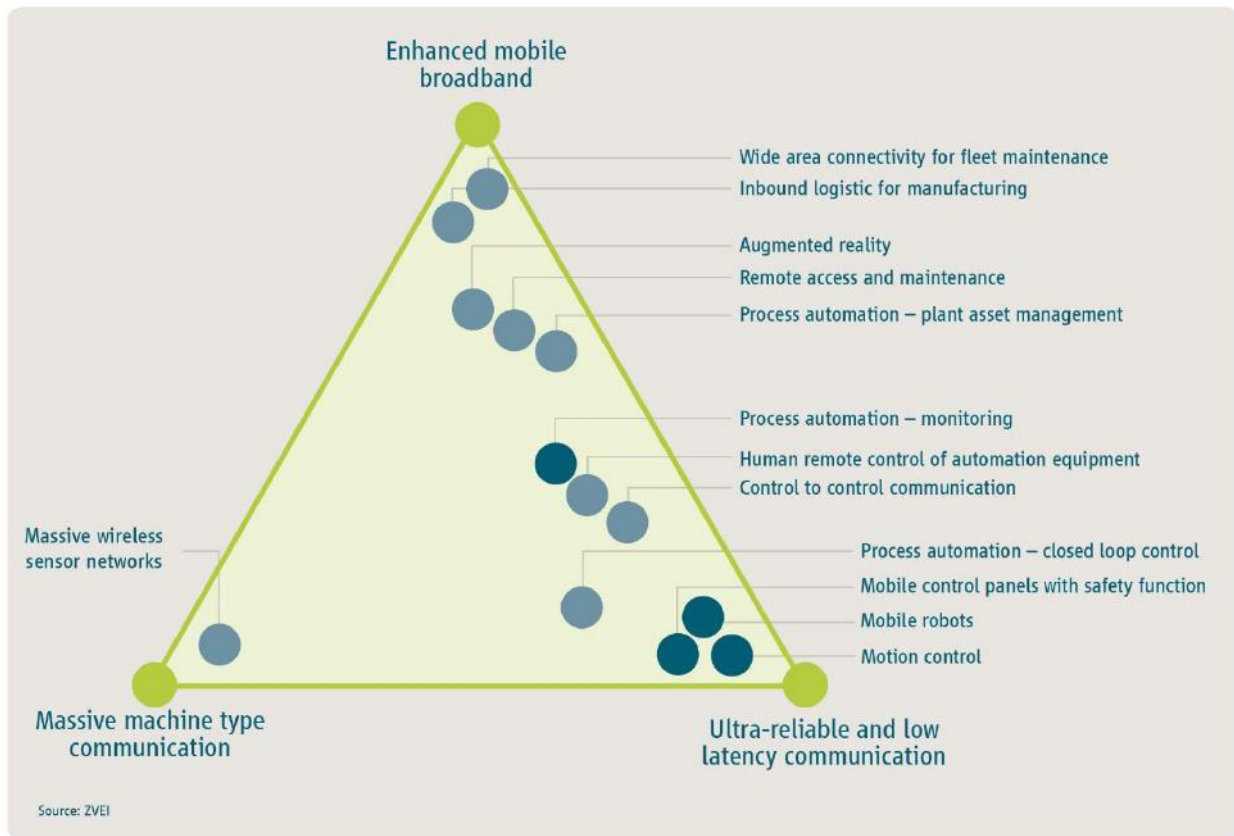 Enhanced mobile
broadband
Wide area connectivity for fleet maintenance
Inbound logistic for manufacturing
Augmented reality
Remote access and maintenance
Process automation – plant asset management
Process automation – monitoring
Human remote control of automation equipment
Control to control communication
Massive wireless
sensor networks
Process automation – closed loop control
Mobile control panels with safety function
Mobile robots
Motion control
Massive machine type
communication
Ultra-reliable and low
latency communication
Source: ZVEI